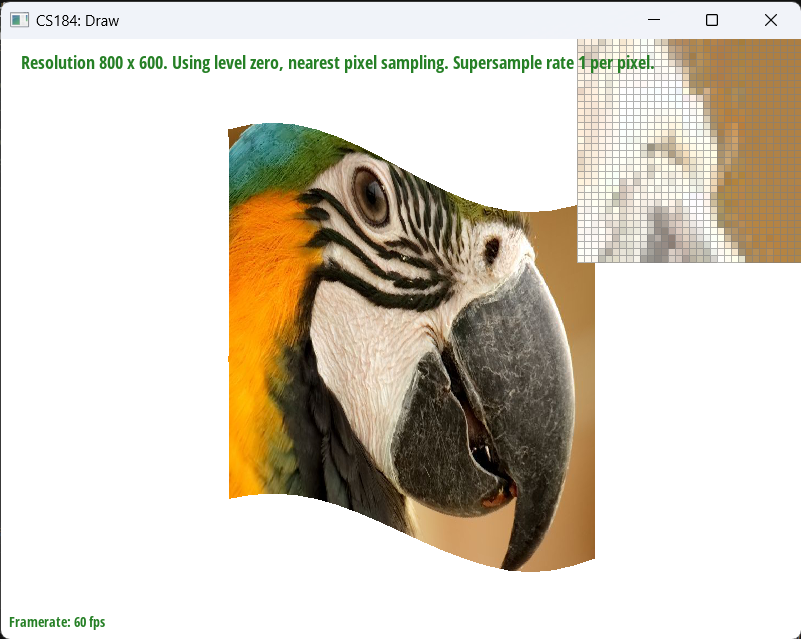 CS184: Draw
Resolution 800 x 600. Using level zero, nearest pixel sampling. Supersample rate 1 per pixel.
Framerate: 60 fps